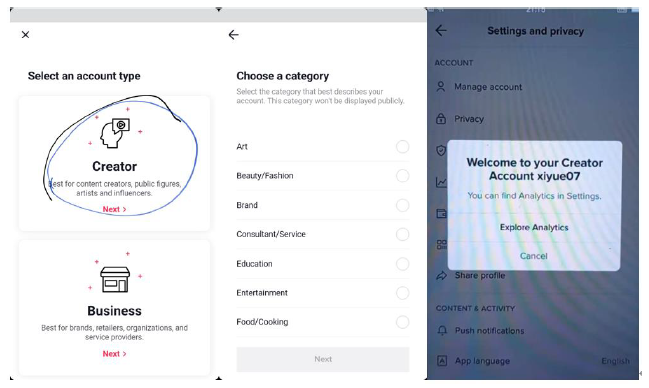 Select an account type
Creator
Best for content creators, public figures,
artists and influencers.
Next >
Business
Best for brands, retailers, organizations, and
service providers.
Next >
Choose a category
Select the category that best describes your
account. This category won't be displayed publicly.
Art
Beauty/Fashion
Brand
Consultant/Service
Education
Entertainment
Food/Cooking
Next
Settings and privacy
ACCOUNT
Manage account
Privacy
Welcome to your Creator
Account xiyue07
You can find Analytics in Settings.
Explore Analytics
Cancel
Share profile
CONTENT & ACTIVITY
Push notifications
App language English